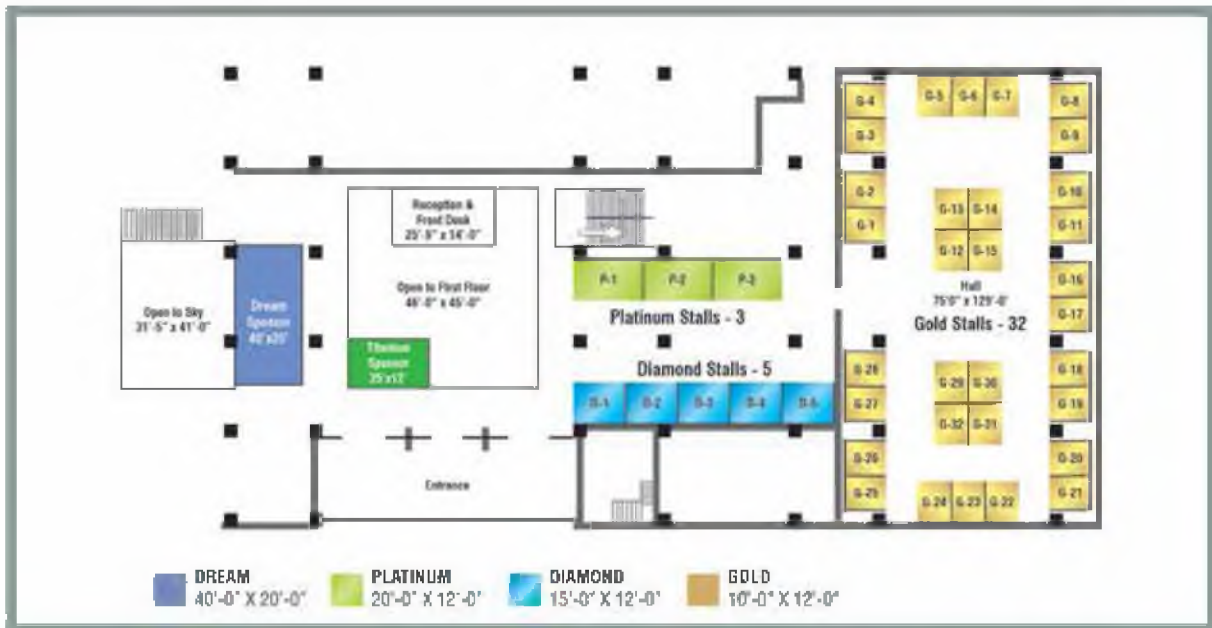 G-4
G-3
G-5
G-6
G-7
G-8
G-9
G-2
G-1
G-13
G-14
G-12
G-15
G-10
G-11
Reception &
Front Desk
25'-9" x 14'-0"
Open to First Floor
46'-0" x 45'-0"
Open to Sky
31'-5" x 41'-0"
Dream
Sponsor
40'x20'
Titanium
Sponsor
25'x12'
P-1
P-2
P-3
Platinum Stalls - 3
Diamond Stalls - 5
D-1
D-2
D-3
D-4
D-5
Hall
75'0" x 129'-0"
Gold Stalls - 32
G-16
G-17
G-28
G-27
G-29
G-30
G-32
G-31
G-18
G-19
G-26
G-25
G-24
G-23
G-22
G-20
G-21
Entrance
DREAM
40'-0" X 20'-0"
PLATINUM
20'-0" X 12'-0"
DIAMOND
15'-0" X 12'-0"
GOLD
10'-0" X 12'-0"